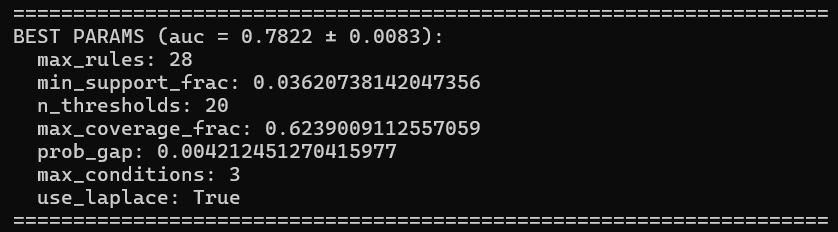 ====================================================================
BEST PARAMS (auc = 0.7822 ± 0.0083):
  max_rules: 28
  min_support_frac: 0.03620738142047356
  n_thresholds: 20
  max_coverage_frac: 0.6239009112557059
  prob_gap: 0.004212451270415977
  max_conditions: 3
  use_laplace: True
====================================================================